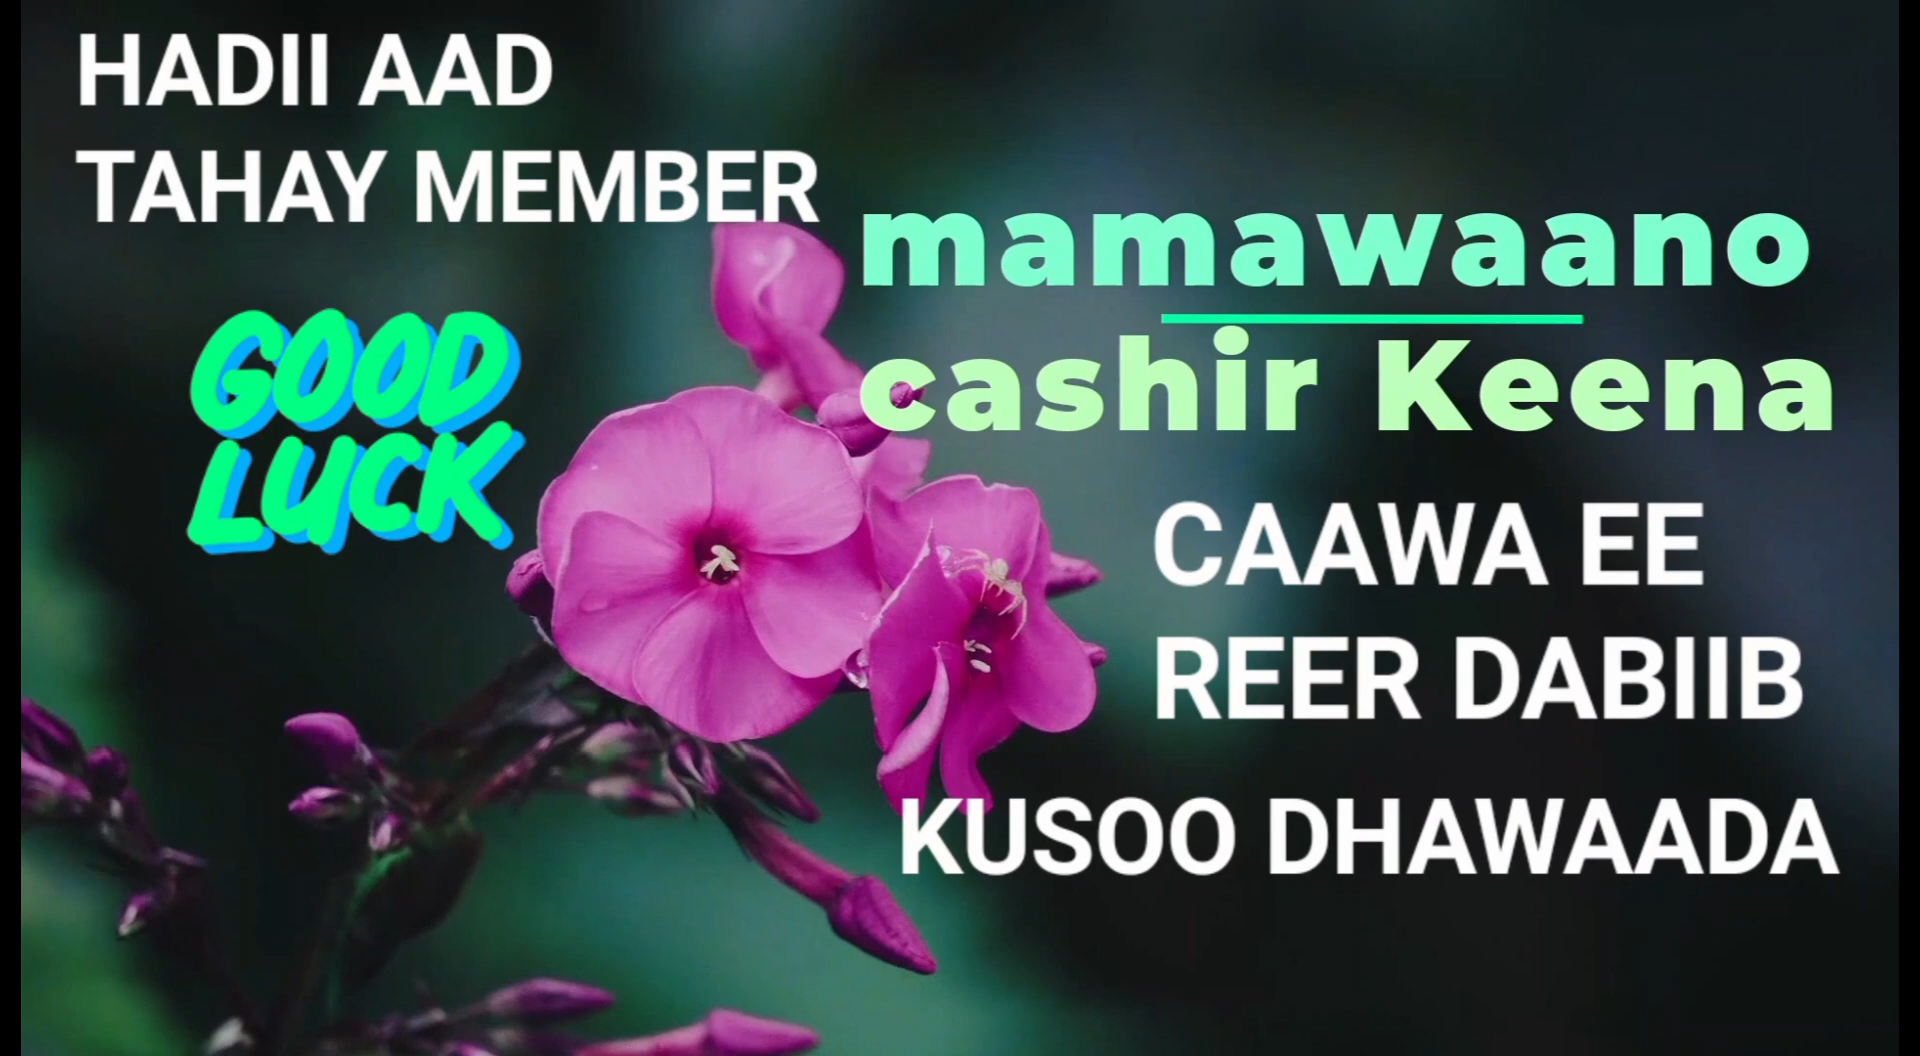 HADII AAD
TAHAY MEMBER
GOOD
LUCK
mamawaano
cashir Keena
CAAWA EE
REER DABIIB
KUSOO DHAWAADA